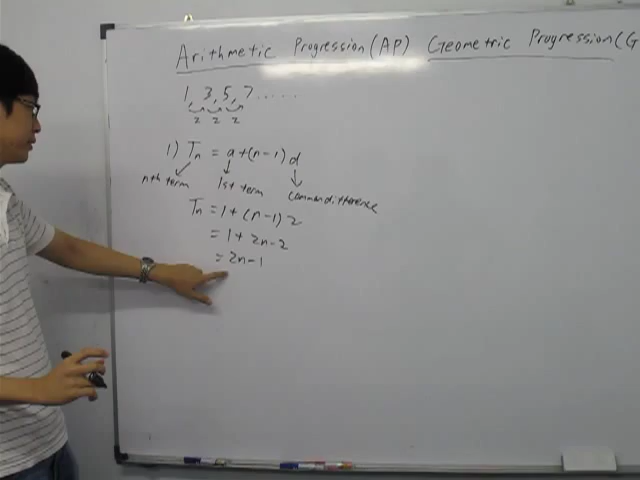 Arithmetic Progression (AP) Geometric Progression (G
1, 3, 5, 7 ......
2 2 2
1) Tn = a + (n-1) d
nth term 1st term common difference
Tn = 1 + (n-1) 2
= 1 + 2n - 2
= 2n - 1